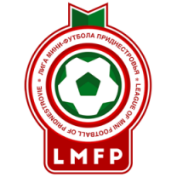 ЛИГА МИНИ-ФУТБОЛА ПРИДНЕСТРОВЬЯ
LEAGUE OF MINI FOOTBALL OF PRIDNESTROVIE
LMFP